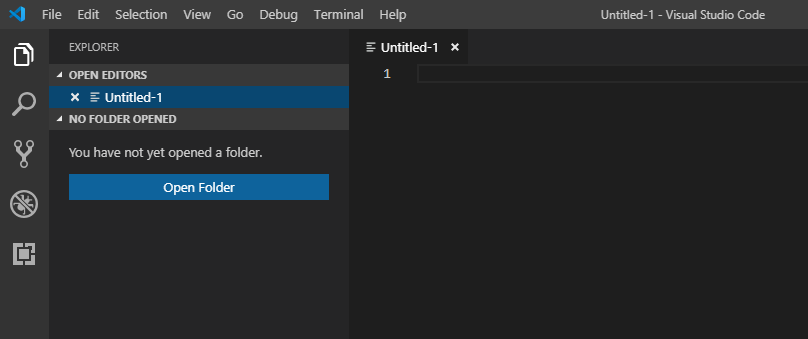 File Edit Selection View Go Debug Terminal Help Untitled-1 - Visual Studio Code
EXPLORER
OPEN EDITORS
Untitled-1
NO FOLDER OPENED
You have not yet opened a folder.
Open Folder
Untitled-1
1